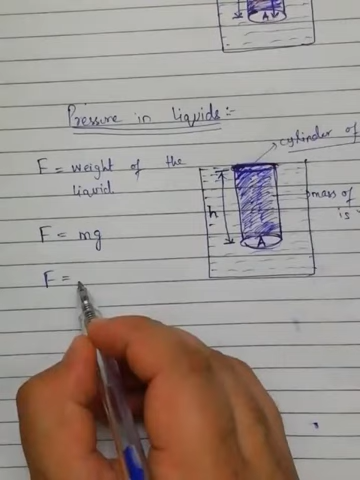 A
Pressure in liquids:-
cylinder of
F = weight of the
liquid
h
mass of
is
F = mg
A
F =